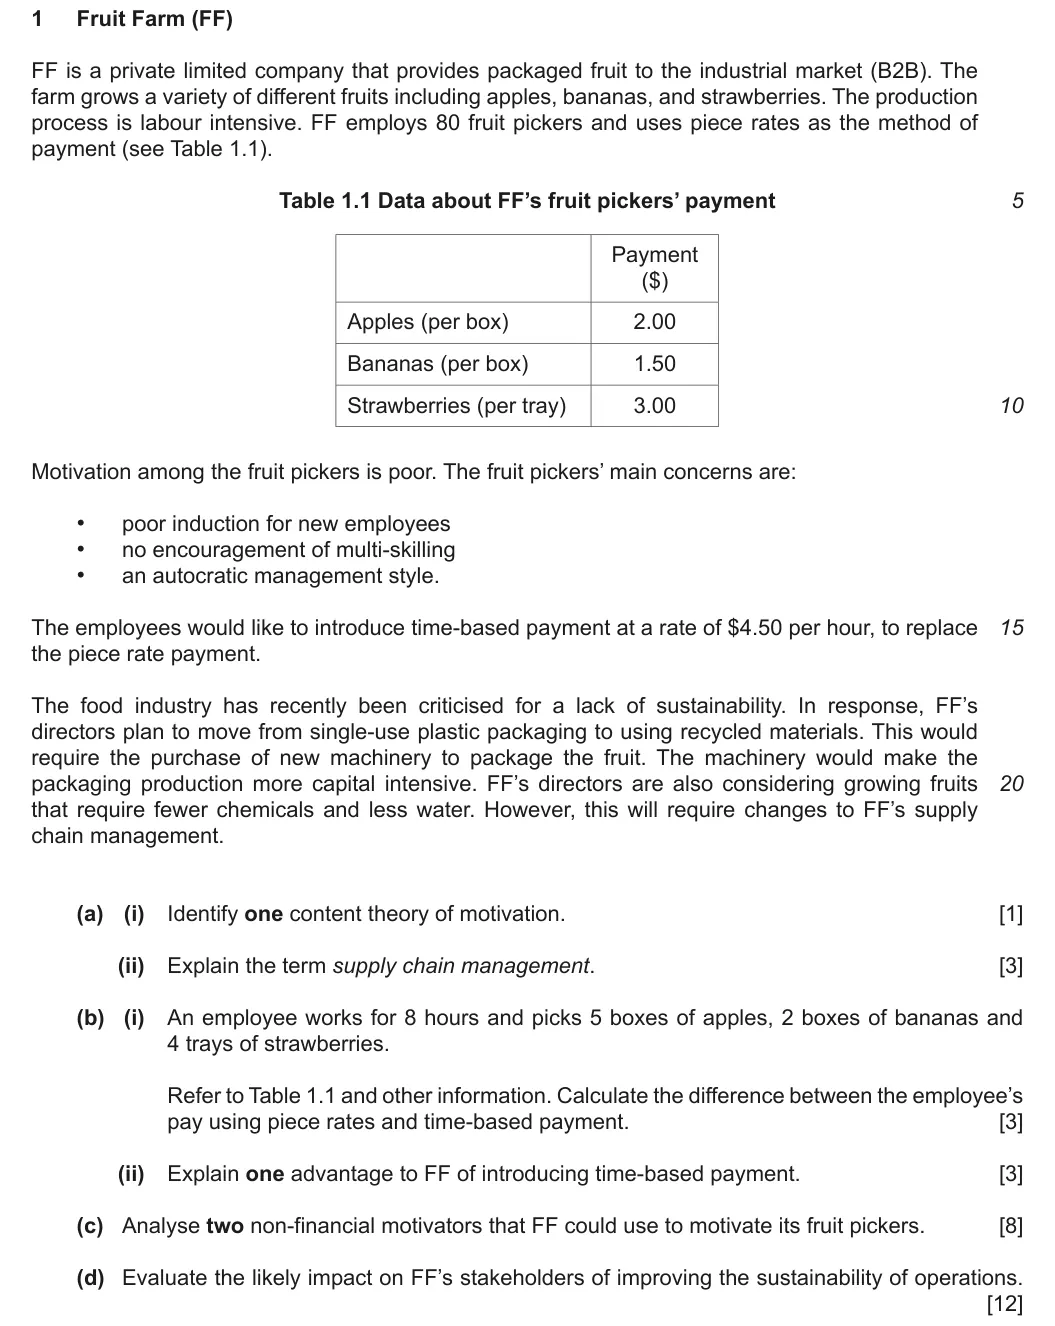 1 Fruit Farm (FF)
FF is a private limited company that provides packaged fruit to the industrial market (B2B). The
farm grows a variety of different fruits including apples, bananas, and strawberries. The production
process is labour intensive. FF employs 80 fruit pickers and uses piece rates as the method of
payment (see Table 1.1).
Table 1.1 Data about FF’s fruit pickers’ payment 5
Payment
($)
Apples (per box) 2.00
Bananas (per box) 1.50
Strawberries (per tray) 3.00 10
Motivation among the fruit pickers is poor. The fruit pickers’ main concerns are:
• poor induction for new employees
• no encouragement of multi-skilling
• an autocratic management style.
The employees would like to introduce time-based payment at a rate of $4.50 per hour, to replace 15
the piece rate payment.
The food industry has recently been criticised for a lack of sustainability. In response, FF’s
directors plan to move from single-use plastic packaging to using recycled materials. This would
require the purchase of new machinery to package the fruit. The machinery would make the
packaging production more capital intensive. FF’s directors are also considering growing fruits 20
that require fewer chemicals and less water. However, this will require changes to FF’s supply
chain management.
(a) (i) Identify one content theory of motivation. [1]
(ii) Explain the term supply chain management. [3]
(b) (i) An employee works for 8 hours and picks 5 boxes of apples, 2 boxes of bananas and
4 trays of strawberries.
Refer to Table 1.1 and other information. Calculate the difference between the employee’s
pay using piece rates and time-based payment. [3]
(ii) Explain one advantage to FF of introducing time-based payment. [3]
(c) Analyse two non-financial motivators that FF could use to motivate its fruit pickers. [8]
(d) Evaluate the likely impact on FF’s stakeholders of improving the sustainability of operations.
[12]